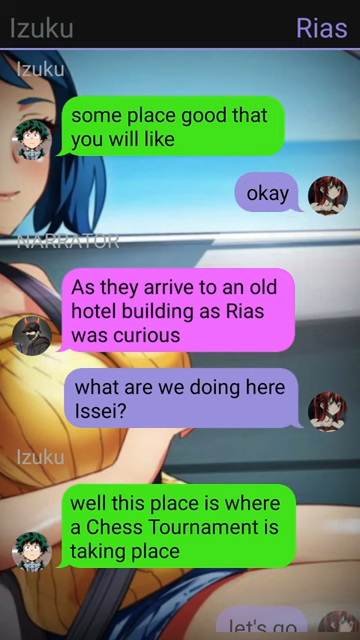 Izuku
Rias
Izuku
some place good that
you will like
okay
NARRATOR
As they arrive to an old
hotel building as Rias
was curious
what are we doing here
Issei?
Izuku
well this place is where
a Chess Tournament is
taking place
let's go